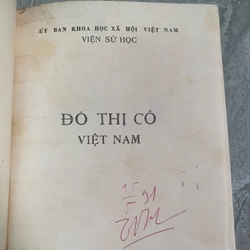 ỦY BAN KHOA HỌC XÃ HỘI VIỆT NAM
VIỆN SỬ HỌC
ĐÔ THỊ CỔ
VIỆT NAM